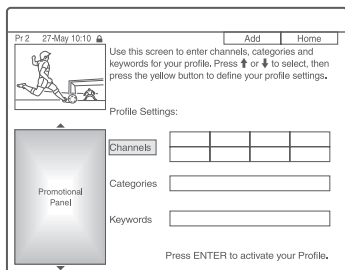 Pr 2 27-May 10:10
Add
Home
Use this screen to enter channels, categories and
keywords for your profile. Press ⬆ or ⬇ to select, then
press the yellow button to define your profile settings.
Profile Settings:
Channels
Promotional
Panel
Categories
Keywords
Press ENTER to activate your Profile.